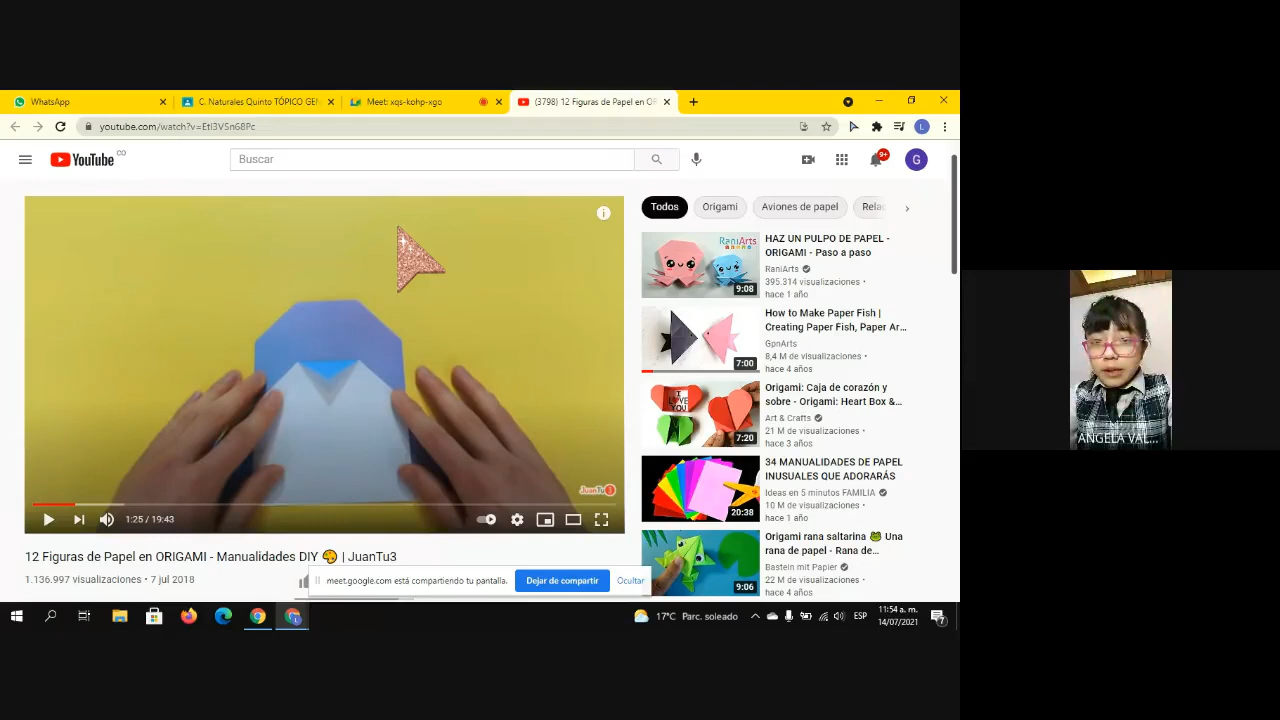 WhatsApp
C. Naturales Quinto TÓPICO GEN
Meet: xqs-kohp-xgo
(3798) 12 Figuras de Papel en OR
youtube.com/watch?v=EtI3VSn68Pc
L
YouTube CO
Buscar
9+
G
Todos
Origami
Aviones de papel
Rela
HAZ UN PULPO DE PAPEL -
ORIGAMI - Paso a paso
RaniArts
395.314 visualizaciones •
hace 1 año
RaniArts
9:08
How to Make Paper Fish |
Creating Paper Fish, Paper Ar...
GpnArts
8,4 M de visualizaciones •
hace 4 años
7:00
Origami: Caja de corazón y
sobre - Origami: Heart Box &...
Art & Crafts
21 M de visualizaciones •
hace 3 años
I LOVE YOU
7:20
34 MANUALIDADES DE PAPEL
INUSUALES QUE ADORARÁS
Ideas en 5 minutos FAMILIA
10 M de visualizaciones •
hace 1 año
20:38
Origami rana saltarina 🐸 Una
rana de papel - Rana de...
Basteln mit Papier
22 M de visualizaciones •
hace 4 años
9:06
JuanTu3
1:25 / 19:43
12 Figuras de Papel en ORIGAMI - Manualidades DIY 🎨 | JuanTu3
1.136.997 visualizaciones • 7 jul 2018
meet.google.com está compartiendo tu pantalla.
Dejar de compartir
Ocultar
17°C Parc. soleado
ESP
11:54 a. m.
14/07/2021
7
ANGELA VAL...